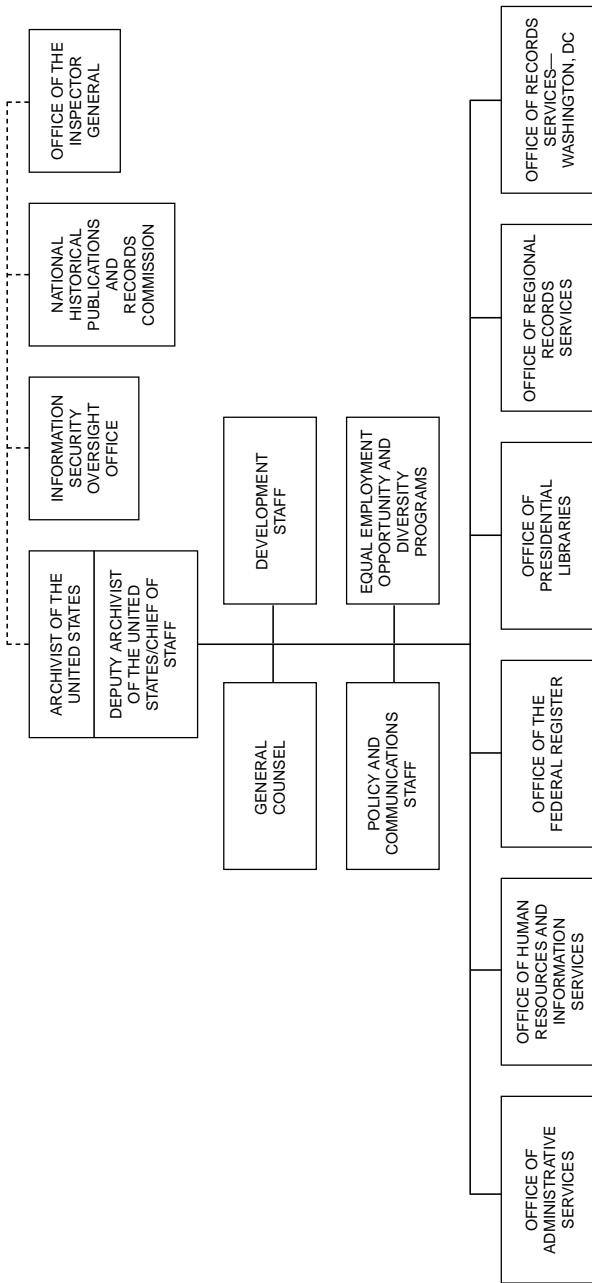 ARCHIVIST OF THE
UNITED STATES
DEPUTY ARCHIVIST
OF THE UNITED
STATES/CHIEF OF
STAFF
INFORMATION
SECURITY
OVERSIGHT
OFFICE
NATIONAL
HISTORICAL
PUBLICATIONS
AND
RECORDS
COMMISSION
OFFICE OF THE
INSPECTOR
GENERAL
GENERAL
COUNSEL
DEVELOPMENT
STAFF
POLICY AND
COMMUNICATIONS
STAFF
EQUAL EMPLOYMENT
OPPORTUNITY AND
DIVERSITY
PROGRAMS
OFFICE OF
ADMINISTRATIVE
SERVICES
OFFICE OF HUMAN
RESOURCES AND
INFORMATION
SERVICES
OFFICE OF THE
FEDERAL REGISTER
OFFICE OF
PRESIDENTIAL
LIBRARIES
OFFICE OF REGIONAL
RECORDS
SERVICES
OFFICE OF RECORDS
SERVICES—
WASHINGTON, DC